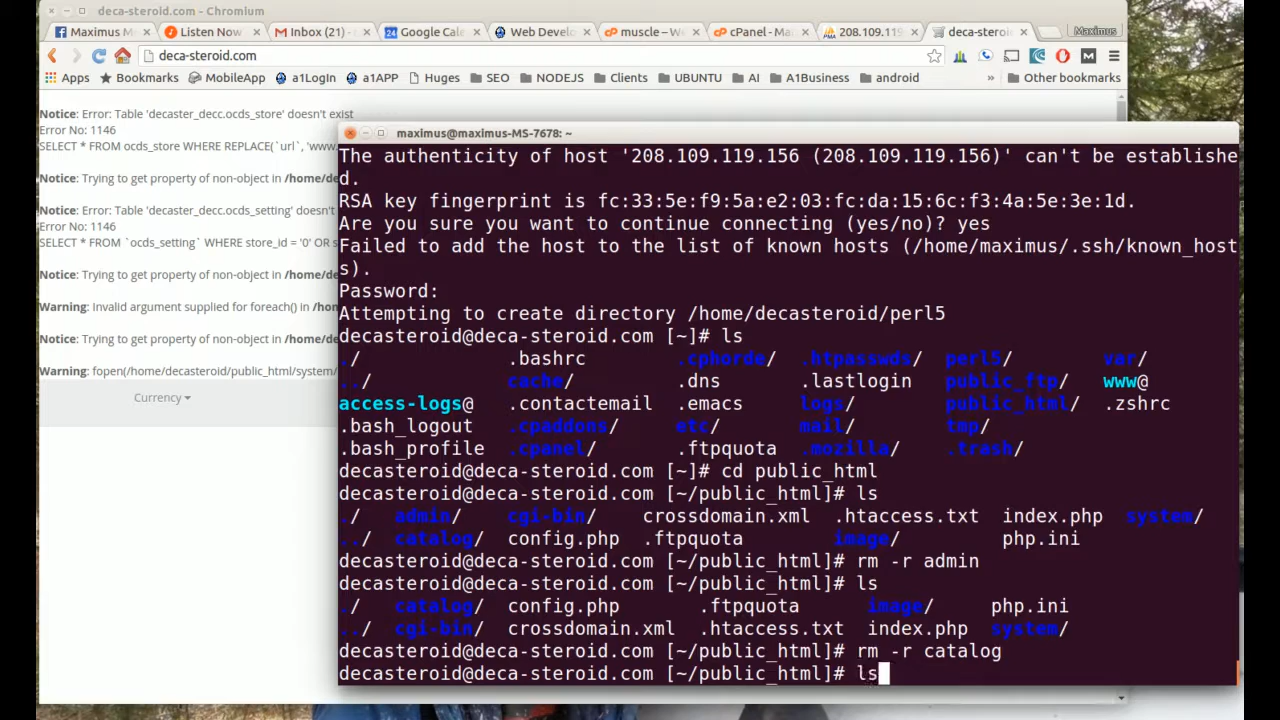 deca-steroid.com - Chromium
Maximus M
Listen Now
Inbox (21) -
Google Cale
Web Develo
muscle – We
cPanel - Ma
208.109.119
deca-steroi
Maximus
deca-steroid.com
Apps Bookmarks MobileApp a1LogIn a1APP Huges SEO NODEJS Clients UBUNTU AI A1Business android » Other bookmarks
Notice: Error: Table 'decaster_decc.ocds_store' doesn't exist
Error No: 1146
SELECT * FROM ocds_store WHERE REPLACE(`url`, 'www.
Notice: Trying to get property of non-object in /home/de
Notice: Error: Table 'decaster_decc.ocds_setting' doesn't
Error No: 1146
SELECT * FROM `ocds_setting` WHERE store_id = '0' OR s
Notice: Trying to get property of non-object in /home/de
Warning: Invalid argument supplied for foreach() in /hom
Notice: Trying to get property of non-object in /home/de
Warning: fopen(/home/decasteroid/public_html/system/
Currency
maximus@maximus-MS-7678: ~
The authenticity of host '208.109.119.156 (208.109.119.156)' can't be establishe
d.
RSA key fingerprint is fc:33:5e:f9:5a:e2:03:fc:da:15:6c:f3:4a:5e:3e:1d.
Are you sure you want to continue connecting (yes/no)? yes
Failed to add the host to the list of known hosts (/home/maximus/.ssh/known_host
s).
Password:
Attempting to create directory /home/decasteroid/perl5
decasteroid@deca-steroid.com [~]# ls
./ .bashrc .cphorde/ .htpasswds/ perl5/ var/
../ cache/ .dns .lastlogin public_ftp/ www@
access-logs@ .contactemail .emacs logs/ public_html/ .zshrc
.bash_logout .cpaddons/ etc/ mail/ tmp/
.bash_profile .cpanel/ .ftpquota .mozilla/ .trash/
decasteroid@deca-steroid.com [~]# cd public_html
decasteroid@deca-steroid.com [~/public_html]# ls
./ admin/ cgi-bin/ crossdomain.xml .htaccess.txt index.php system/
../ catalog/ config.php .ftpquota image/ php.ini
decasteroid@deca-steroid.com [~/public_html]# rm -r admin
decasteroid@deca-steroid.com [~/public_html]# ls
./ catalog/ config.php .ftpquota image/ php.ini
../ cgi-bin/ crossdomain.xml .htaccess.txt index.php system/
decasteroid@deca-steroid.com [~/public_html]# rm -r catalog
decasteroid@deca-steroid.com [~/public_html]# ls